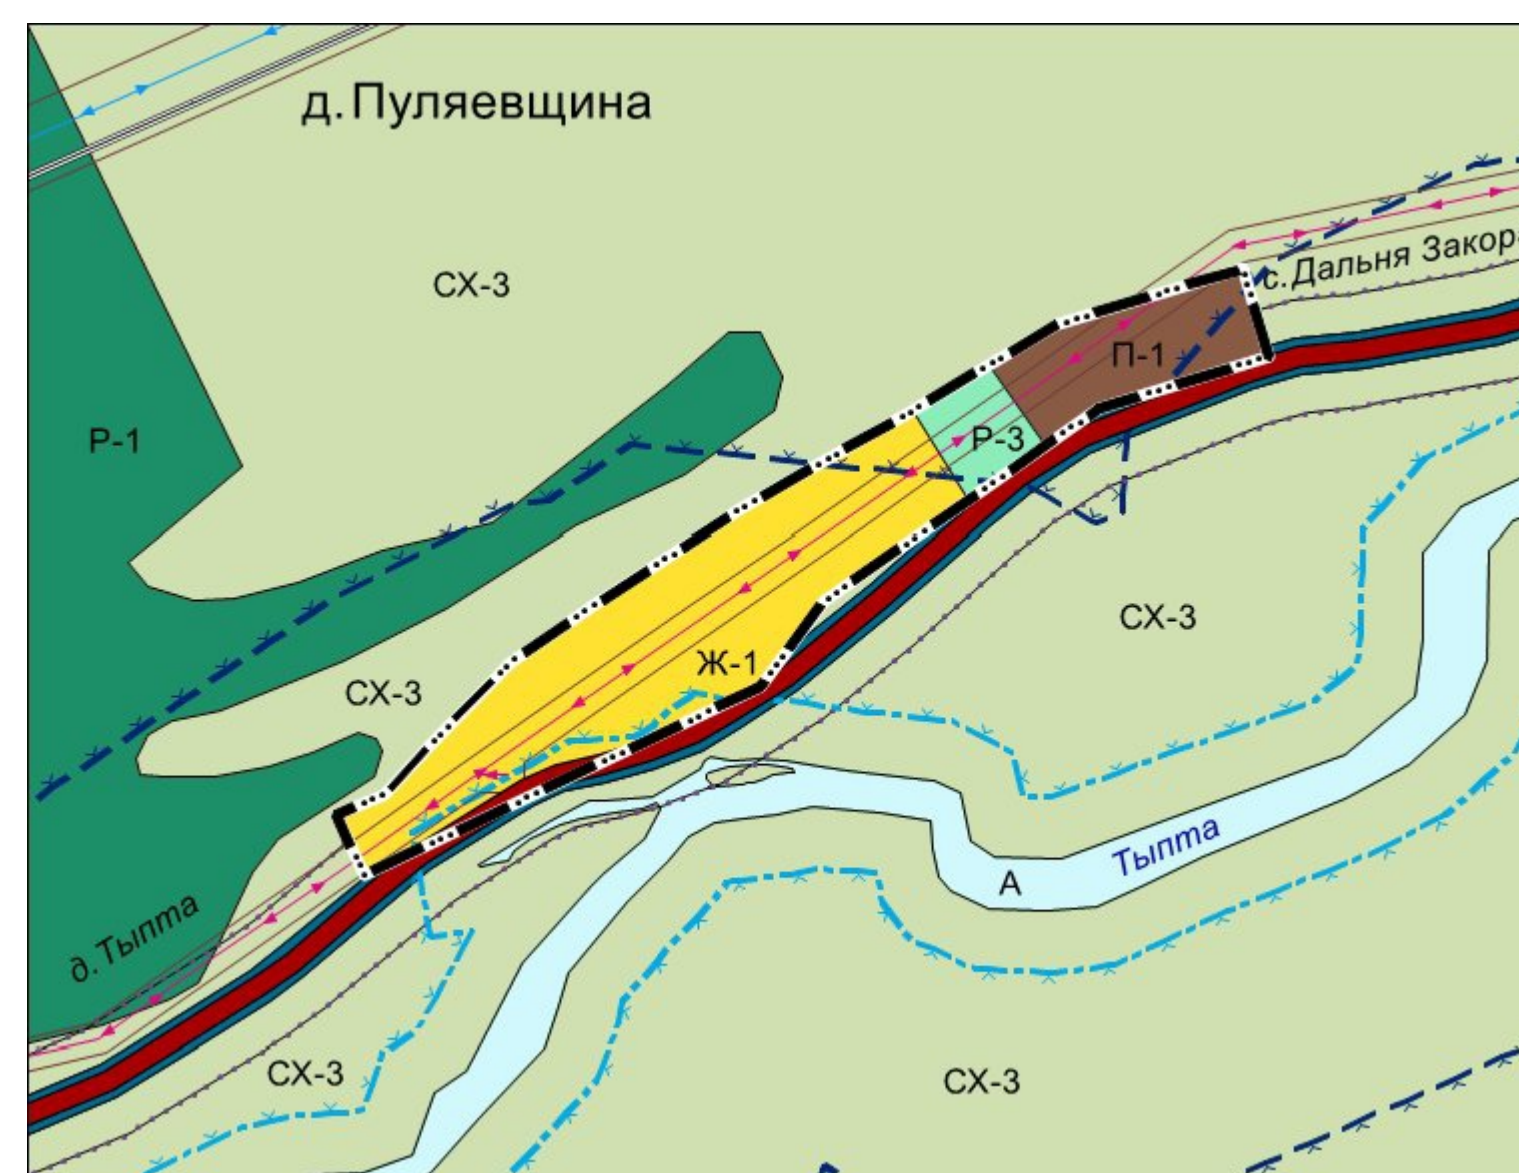 д.Пуляевщина
СХ-3
с.Дальня Закор
П-1
Р-1
Р-3
СХ-3
Ж-1
СХ-3
Тыпта
А
д.Тыпта
СХ-3
СХ-3